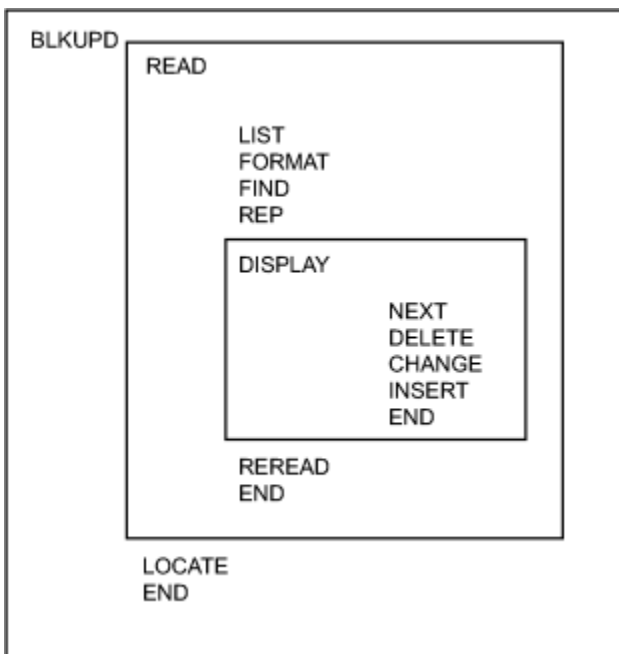 BLKUPD
READ
LIST
FORMAT
FIND
REP
DISPLAY
NEXT
DELETE
CHANGE
INSERT
END
REREAD
END
LOCATE
END